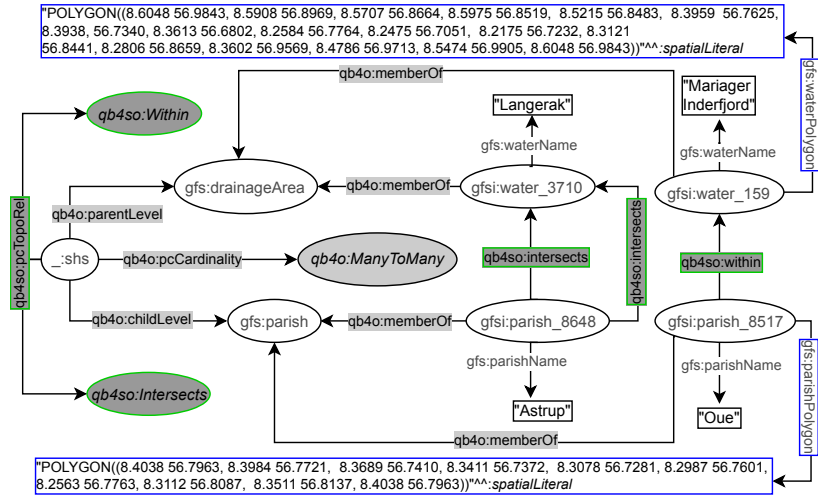 "POLYGON((8.6048 56.9843, 8.5908 56.8969, 8.5707 56.8664, 8.5975 56.8519, 8.5215 56.8483, 8.3959 56.7625,
8.3938, 56.7340, 8.3613 56.6802, 8.2584 56.7764, 8.2475 56.7051, 8.2175 56.7232, 8.3121
56.8441, 8.2806 56.8659, 8.3602 56.9569, 8.4786 56.9713, 8.5474 56.9905, 8.6048 56.9843))"^^:spatialLiteral
gfs:waterPolygon
qb4o:memberOf
qb4so:Within
"Langerak"
"Mariager
Inderfjord"
gfs:waterName
gfs:waterName
gfs:drainageArea
qb4o:memberOf
gfsi:water_3710
gfsi:water_159
qb4o:parentLevel
qb4so:pcTopoRel
_:shs
qb4o:pcCardinality
qb4o:ManyToMany
qb4so:intersects
qb4so:intersects
qb4so:within
qb4o:childLevel
gfs:parish
qb4o:memberOf
gfsi:parish_8648
gfsi:parish_8517
gfs:parishName
gfs:parishName
gfs:parishPolygon
qb4so:Intersects
"Astrup"
"Oue"
qb4o:memberOf
"POLYGON((8.4038 56.7963, 8.3984 56.7721, 8.3689 56.7410, 8.3411 56.7372, 8.3078 56.7281, 8.2987 56.7601,
8.2563 56.7763, 8.3112 56.8087, 8.3511 56.8137, 8.4038 56.7963))"^^:spatialLiteral